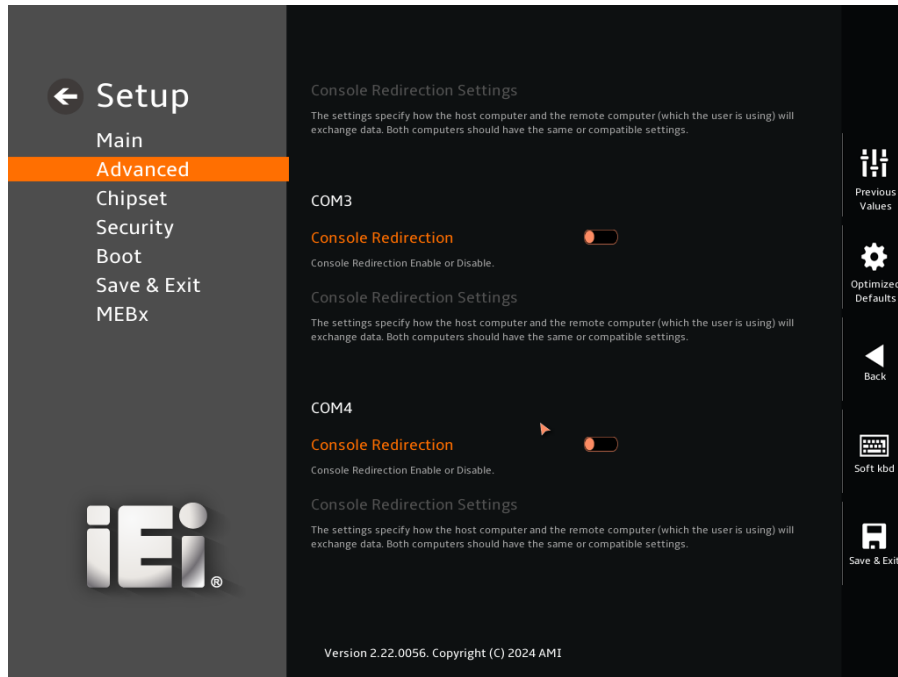 Setup
Main
Advanced
Chipset
Security
Boot
Save & Exit
MEBx
iEi ®
Console Redirection Settings
The settings specify how the host computer and the remote computer (which the user is using) will
exchange data. Both computers should have the same or compatible settings.
COM3
Console Redirection
Console Redirection Enable or Disable.
Console Redirection Settings
The settings specify how the host computer and the remote computer (which the user is using) will
exchange data. Both computers should have the same or compatible settings.
COM4
Console Redirection
Console Redirection Enable or Disable.
Console Redirection Settings
The settings specify how the host computer and the remote computer (which the user is using) will
exchange data. Both computers should have the same or compatible settings.
Version 2.22.0056. Copyright (C) 2024 AMI
Previous
Values
Optimized
Defaults
Back
Soft kbd
Save & Exit